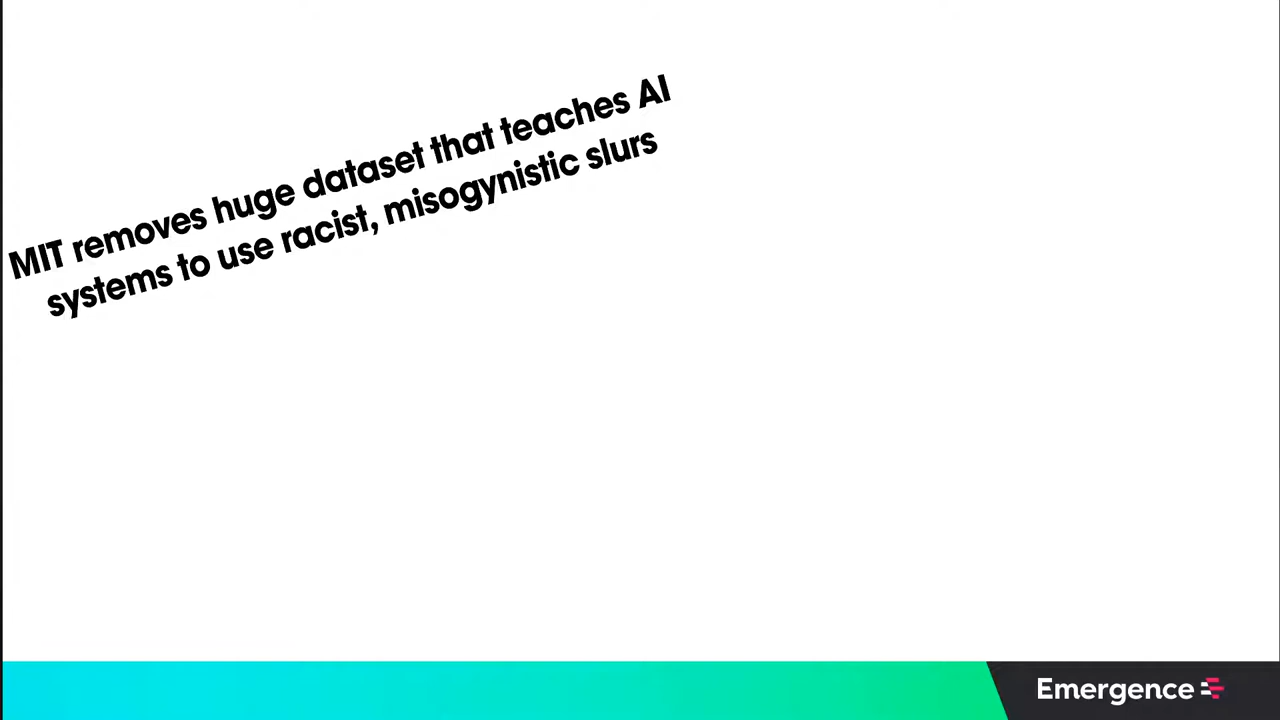 MIT removes huge dataset that teaches AI
systems to use racist, misogynistic slurs
Emergence